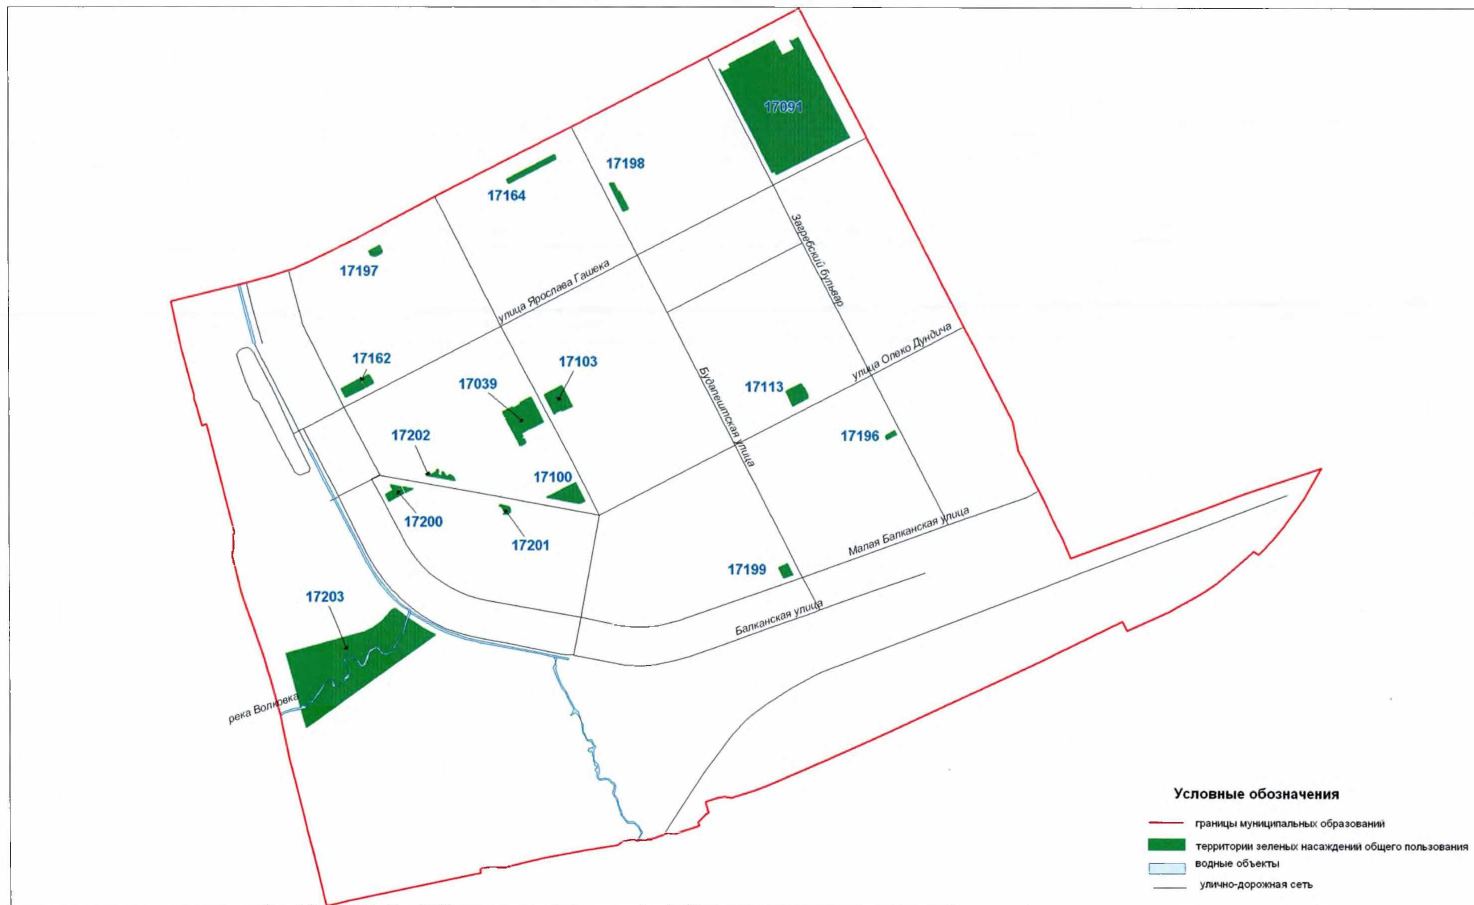 17091
17198
17164
Загребский бульвар
17197
улица Ярослава Гашека
17162
17103
17039
17113
улица Олеко Дундича
Будапештская улица
17202
17196
17100
17200
17201
Малая Балканская улица
17199
17203
Балканская улица
река Волковка
Условные обозначения
границы муниципальных образований
территории зеленых насаждений общего пользования
водные объекты
улично-дорожная сеть